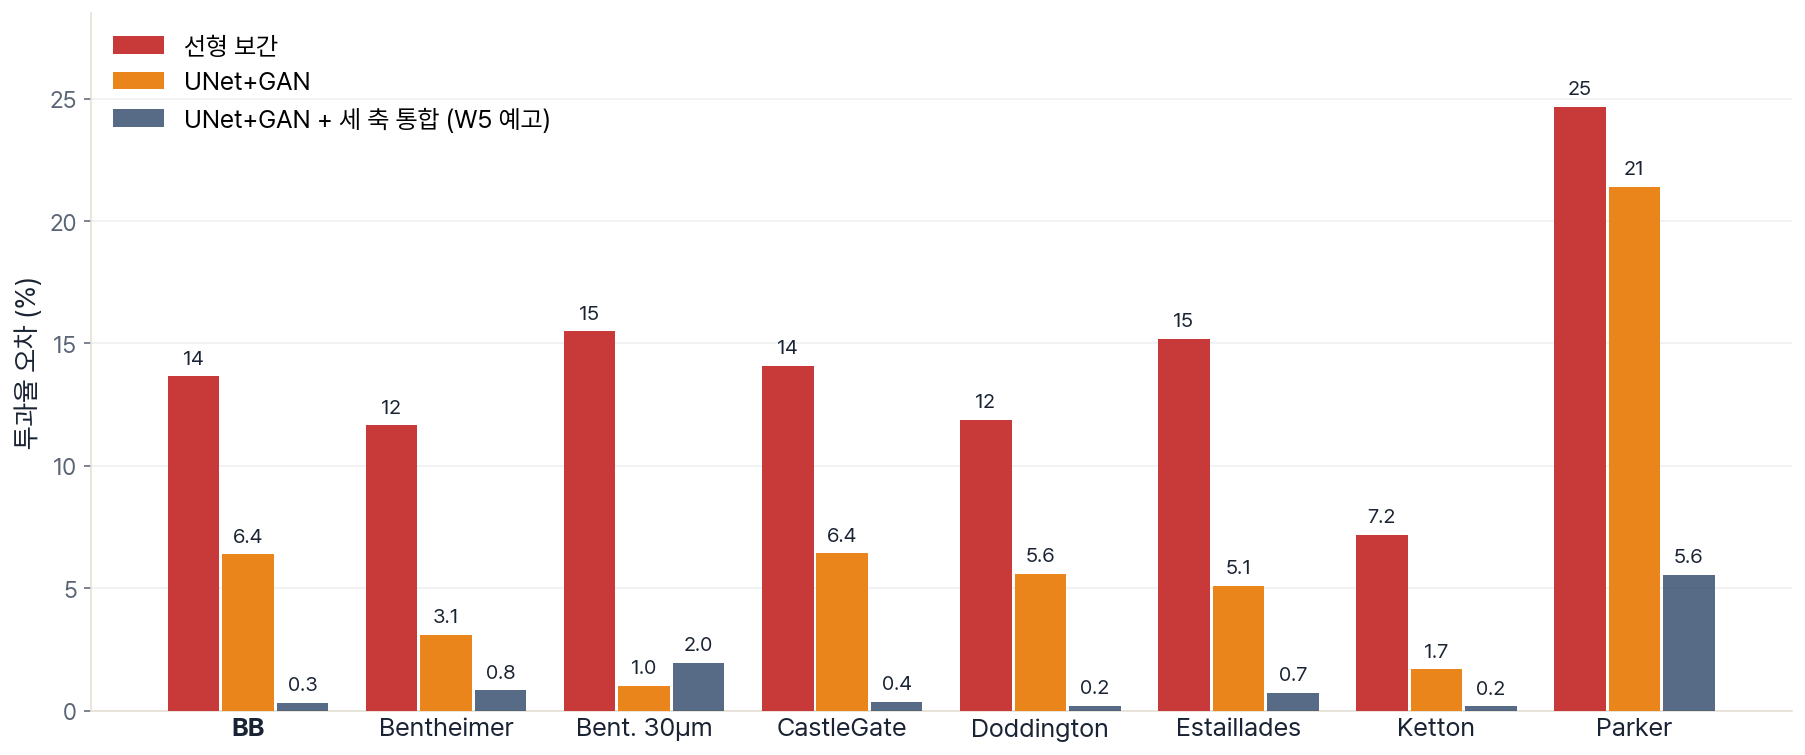 선형 보간
UNet+GAN
UNet+GAN + 세 축 통합 (W5 예고)
투과율 오차 (%)
25
20
15
10
5
0
14
6.4
0.3
12
3.1
0.8
15
1.0
2.0
14
6.4
0.4
12
5.6
0.2
15
5.1
0.7
7.2
1.7
0.2
25
21
5.6
BB
Bentheimer
Bent. 30μm
CastleGate
Doddington
Estaillades
Ketton
Parker